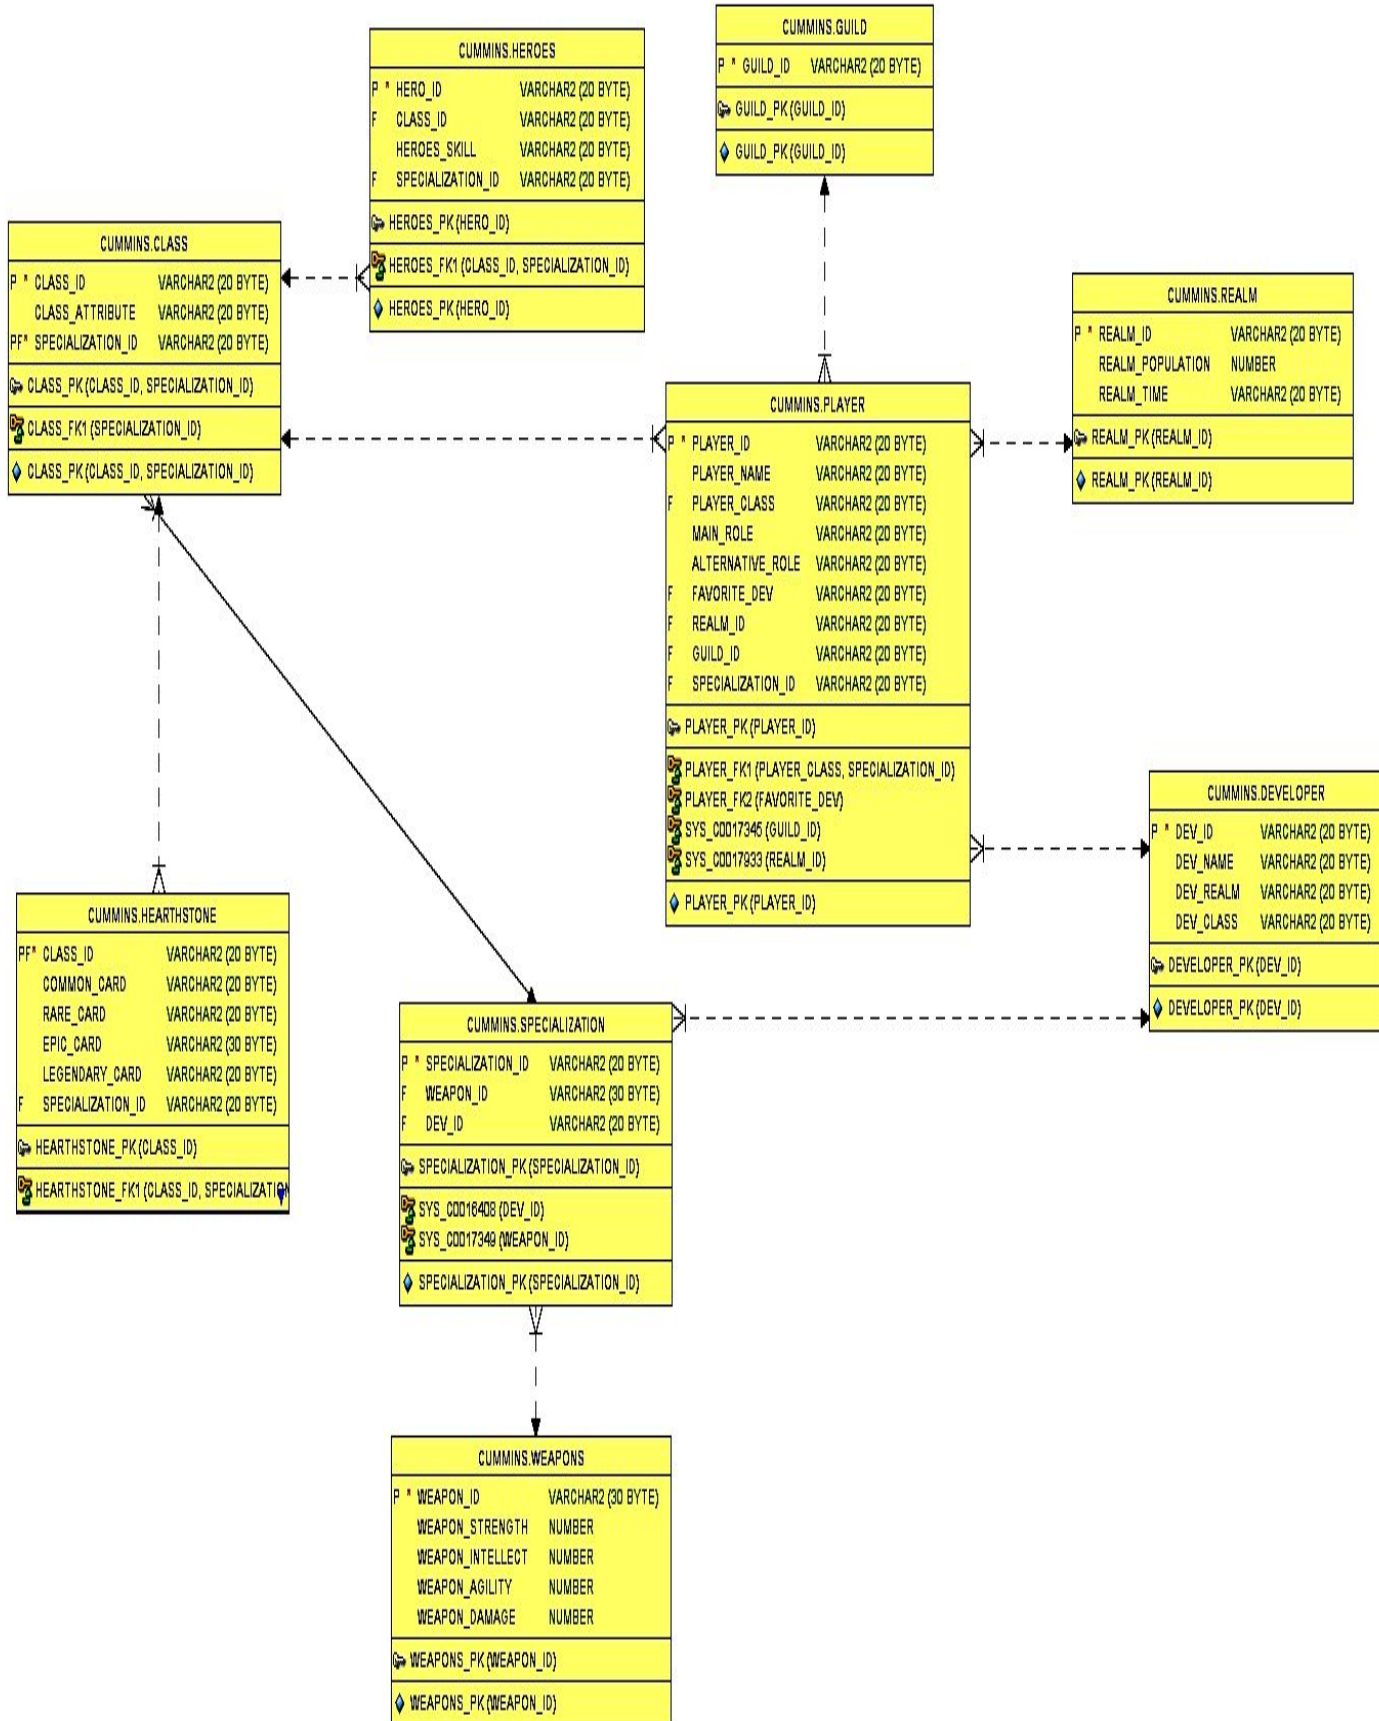 CUMMINS.HEROES
P * HERO_ID VARCHAR2 (20 BYTE)
F CLASS_ID VARCHAR2 (20 BYTE)
HEROES_SKILL VARCHAR2 (20 BYTE)
F SPECIALIZATION_ID VARCHAR2 (20 BYTE)
HEROES_PK (HERO_ID)
HEROES_FK1 (CLASS_ID, SPECIALIZATION_ID)
HEROES_PK (HERO_ID)
CUMMINS.GUILD
P * GUILD_ID VARCHAR2 (20 BYTE)
GUILD_PK (GUILD_ID)
GUILD_PK (GUILD_ID)
CUMMINS.CLASS
P * CLASS_ID VARCHAR2 (20 BYTE)
CLASS_ATTRIBUTE VARCHAR2 (20 BYTE)
PF* SPECIALIZATION_ID VARCHAR2 (20 BYTE)
CLASS_PK (CLASS_ID, SPECIALIZATION_ID)
CLASS_FK1 (SPECIALIZATION_ID)
CLASS_PK (CLASS_ID, SPECIALIZATION_ID)
CUMMINS.REALM
P * REALM_ID VARCHAR2 (20 BYTE)
REALM_POPULATION NUMBER
REALM_TIME VARCHAR2 (20 BYTE)
REALM_PK (REALM_ID)
REALM_PK (REALM_ID)
CUMMINS.PLAYER
P * PLAYER_ID VARCHAR2 (20 BYTE)
PLAYER_NAME VARCHAR2 (20 BYTE)
F PLAYER_CLASS VARCHAR2 (20 BYTE)
MAIN_ROLE VARCHAR2 (20 BYTE)
ALTERNATIVE_ROLE VARCHAR2 (20 BYTE)
F FAVORITE_DEV VARCHAR2 (20 BYTE)
F REALM_ID VARCHAR2 (20 BYTE)
F GUILD_ID VARCHAR2 (20 BYTE)
F SPECIALIZATION_ID VARCHAR2 (20 BYTE)
PLAYER_PK (PLAYER_ID)
PLAYER_FK1 (PLAYER_CLASS, SPECIALIZATION_ID)
PLAYER_FK2 (FAVORITE_DEV)
SYS_C0017345 (GUILD_ID)
SYS_C0017933 (REALM_ID)
PLAYER_PK (PLAYER_ID)
CUMMINS.DEVELOPER
P * DEV_ID VARCHAR2 (20 BYTE)
DEV_NAME VARCHAR2 (20 BYTE)
DEV_REALM VARCHAR2 (20 BYTE)
DEV_CLASS VARCHAR2 (20 BYTE)
DEVELOPER_PK (DEV_ID)
DEVELOPER_PK (DEV_ID)
CUMMINS.HEARTHSTONE
PF* CLASS_ID VARCHAR2 (20 BYTE)
COMMON_CARD VARCHAR2 (20 BYTE)
RARE_CARD VARCHAR2 (20 BYTE)
EPIC_CARD VARCHAR2 (30 BYTE)
LEGENDARY_CARD VARCHAR2 (20 BYTE)
F SPECIALIZATION_ID VARCHAR2 (20 BYTE)
HEARTHSTONE_PK (CLASS_ID)
HEARTHSTONE_FK1 (CLASS_ID, SPECIALIZATION
CUMMINS.SPECIALIZATION
P * SPECIALIZATION_ID VARCHAR2 (20 BYTE)
F WEAPON_ID VARCHAR2 (30 BYTE)
F DEV_ID VARCHAR2 (20 BYTE)
SPECIALIZATION_PK (SPECIALIZATION_ID)
SYS_C0016408 (DEV_ID)
SYS_C0017349 (WEAPON_ID)
SPECIALIZATION_PK (SPECIALIZATION_ID)
CUMMINS.WEAPONS
P * WEAPON_ID VARCHAR2 (30 BYTE)
WEAPON_STRENGTH NUMBER
WEAPON_INTELLECT NUMBER
WEAPON_AGILITY NUMBER
WEAPON_DAMAGE NUMBER
WEAPONS_PK (WEAPON_ID)
WEAPONS_PK (WEAPON_ID)